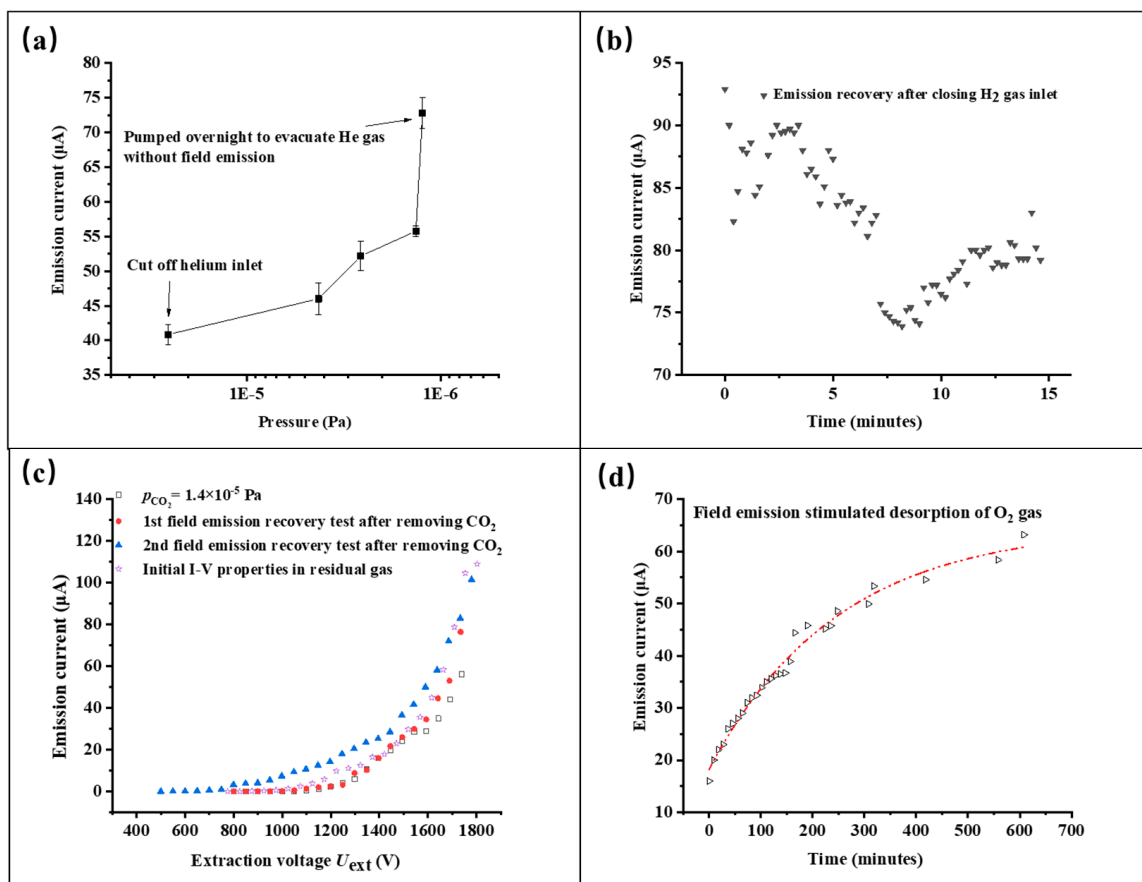 (a)
80
75
70
65
60
55
50
45
40
35
Emission current (μA)
Pumped overnight to evacuate He gas
without field emission
Cut off helium inlet
1E-5
1E-6
Pressure (Pa)
(b)
95
90
85
80
75
70
Emission current (μA)
Emission recovery after closing H2 gas inlet
0
5
10
15
Time (minutes)
(c)
140
120
100
80
60
40
20
0
Emission current (μA)
pCO2= 1.4×10-5 Pa
1st field emission recovery test after removing CO2
2nd field emission recovery test after removing CO2
Initial I-V properties in residual gas
400
600
800
1000
1200
1400
1600
1800
Extraction voltage Uext (V)
(d)
70
60
50
40
30
20
10
Emission current (μA)
Field emission stimulated desorption of O2 gas
0
100
200
300
400
500
600
700
Time (minutes)